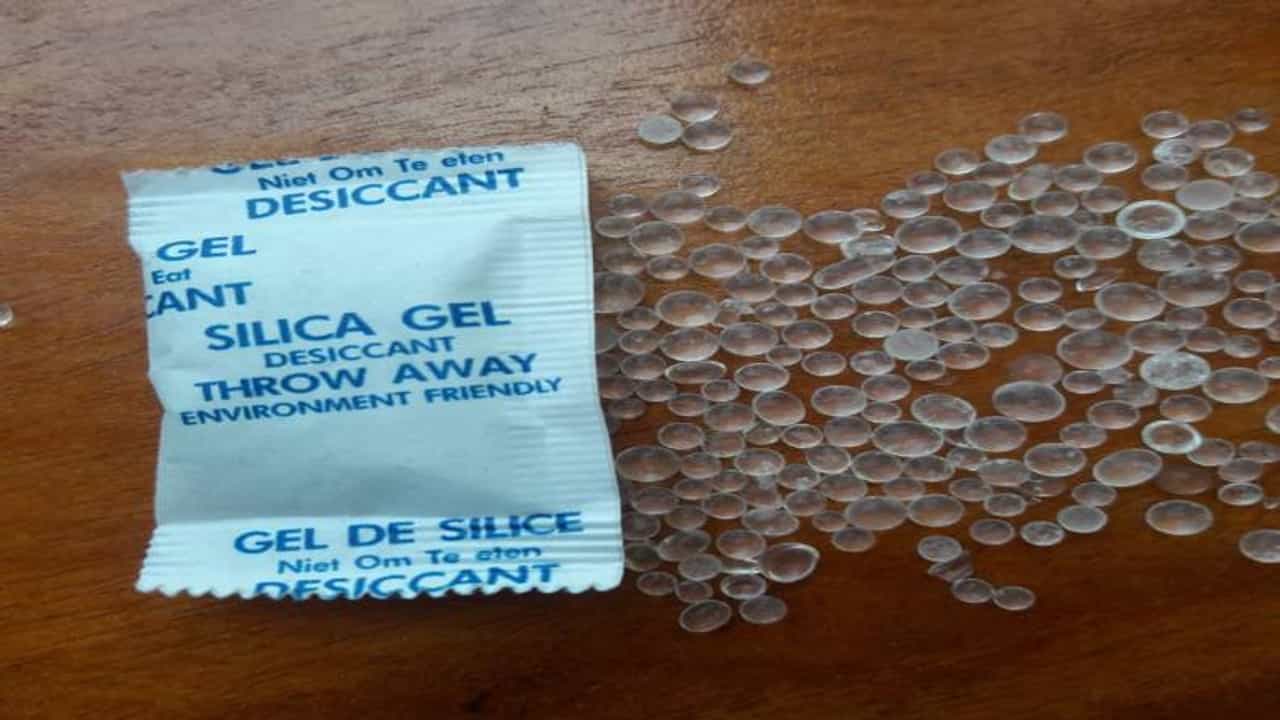 Niet Om Te eten
DESICCANT
GEL
Eat
CANT
SILICA GEL
DESICCANT
THROW AWAY
ENVIRONMENT FRIENDLY
GEL DE SILICE
Niet Om Te eten
DESICCANT